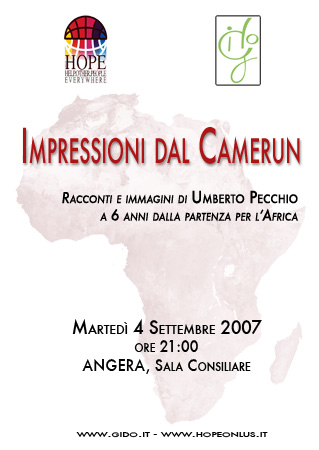 HOPE
HELP OTHER PEOPLE
EVERYWHERE
gido
IMPRESSIONI DAL CAMERUN
RACCONTI E IMMAGINI DI UMBERTO PECCHIO
A 6 ANNI DALLA PARTENZA PER L'AFRICA
MARTEDÌ 4 SETTEMBRE 2007
ORE 21:00
ANGERA, SALA CONSILIARE
WWW.GIDO.IT - WWW.HOPEONLUS.IT